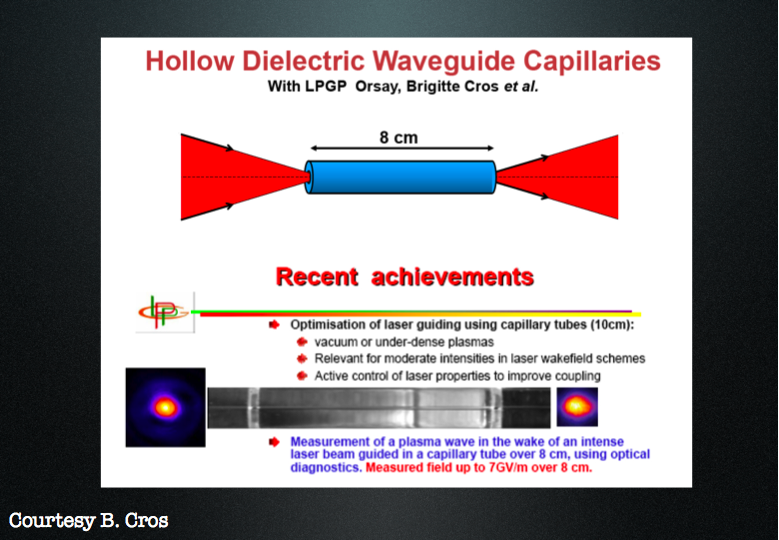 Hollow Dielectric Waveguide Capillaries
With LPGP Orsay, Brigitte Cros et al.
8 cm
Recent achievements
LPGP
Optimisation of laser guiding using capillary tubes (10cm):
vacuum or under-dense plasmas
Relevant for moderate intensities in laser wakefield schemes
Active control of laser properties to improve coupling
Measurement of a plasma wave in the wake of an intense
laser beam guided in a capillary tube over 8 cm, using optical
diagnostics. Measured field up to 7GV/m over 8 cm.
Courtesy B. Cros